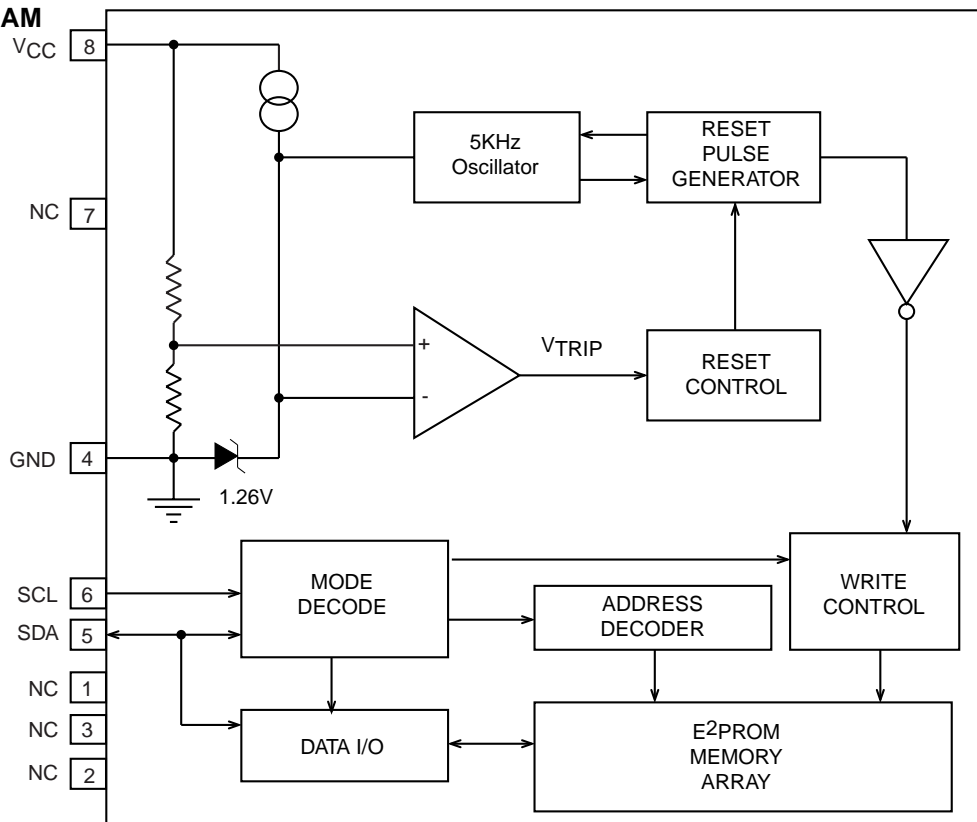 AM
VCC 8
5KHz
Oscillator
RESET
PULSE
GENERATOR
NC 7
+
-
VTRIP
RESET
CONTROL
GND 4
1.26V
SCL 6
SDA 5
MODE
DECODE
ADDRESS
DECODER
WRITE
CONTROL
NC 1
NC 3
NC 2
DATA I/O
E2PROM
MEMORY
ARRAY